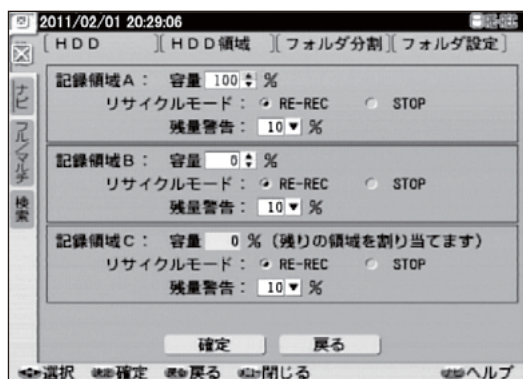 2011/02/01 20:29:06
HDD HDD領域 フォルダ分割 フォルダ設定
ナビ
フル/マルチ
検索
記録領域A： 容量 100 %
リサイクルモード： RE-REC STOP
残量警告： 10 %
記録領域B： 容量 0 %
リサイクルモード： RE-REC STOP
残量警告： 10 %
記録領域C： 容量 0 %（残りの領域を割り当てます）
リサイクルモード： RE-REC STOP
残量警告： 10 %
確定 戻る
選択 確定 戻る 閉じる ヘルプ